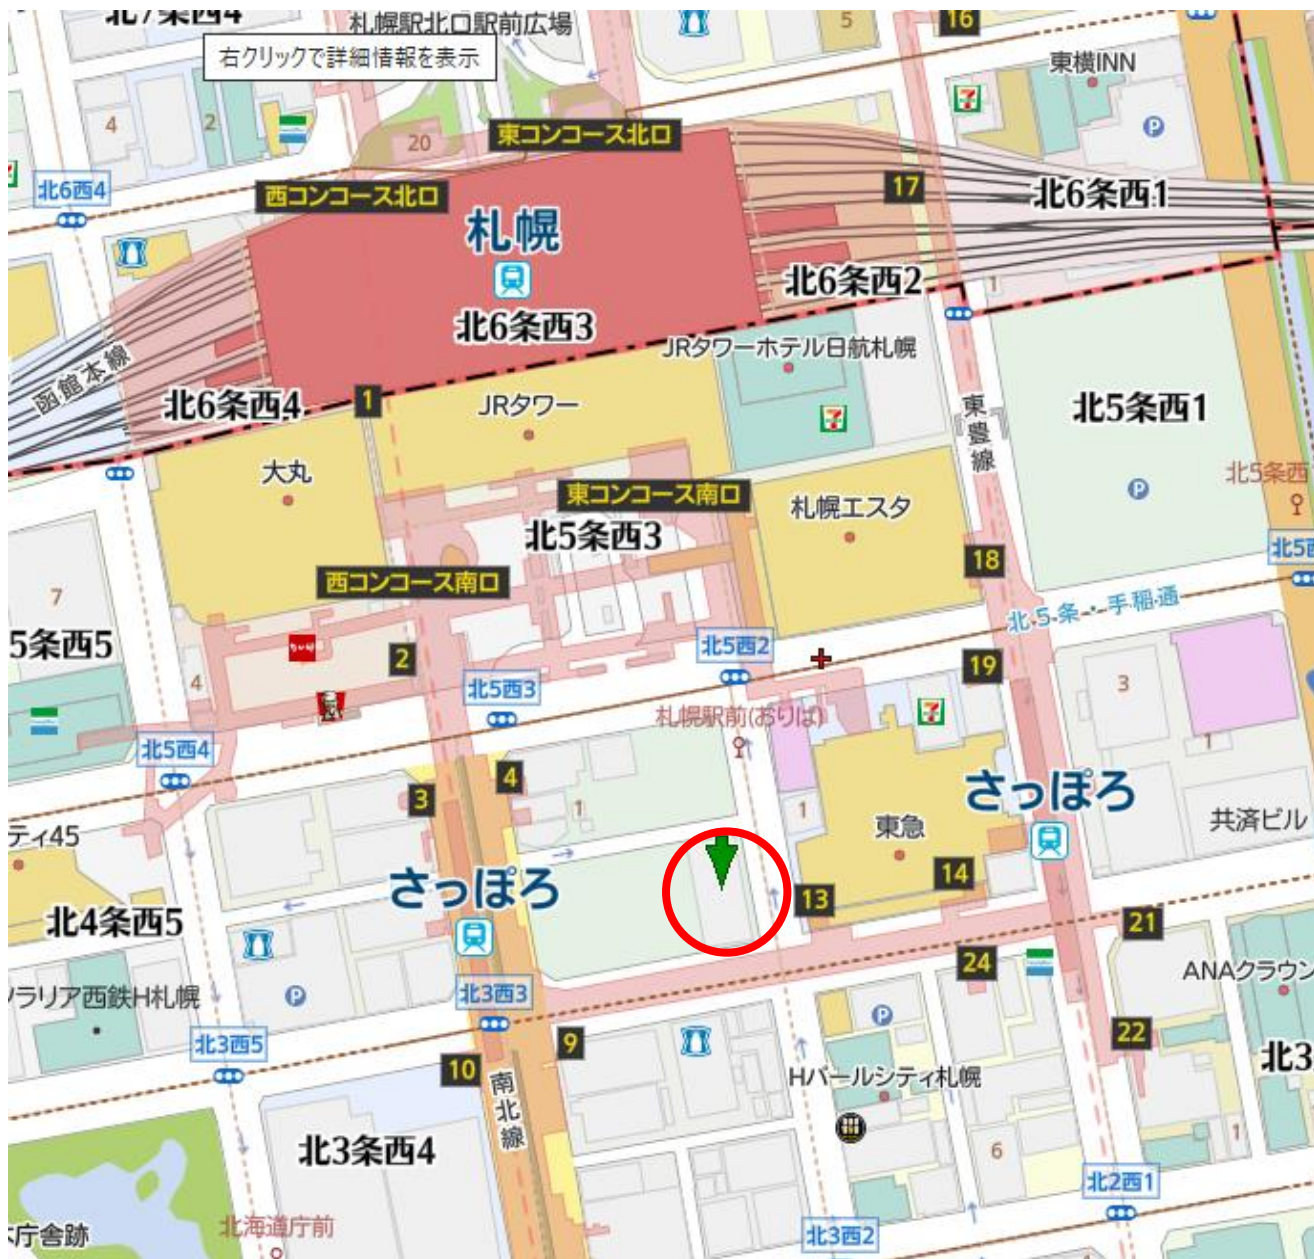 北7条西4
札幌駅北口駅前広場
5
16
右クリックで詳細情報を表示
東横INN
4
2
20
東コンコース北口
北6西4
西コンコース北口
17
北6条西1
札幌
北6条西2
1
北6条西3
JRタワーホテル日航札幌
函館本線
北6条西4
1
JRタワー
東豊線
北5条西1
大丸
北5条西
東コンコース南口
札幌エスタ
北5条西3
18
西コンコース南口
7
北5条・手稲通
5条西5
2
北5西2
19
4
北5西3
3
札幌駅前(おりば)
北5西4
1
4
さっぽろ
3
1
1
東急
共済ビル
ティ45
さっぽろ
14
13
北4条西5
21
24
ANAクラウン
ソラリア西鉄H札幌
北3西3
22
北3西5
9
北3
10
Hパールシティ札幌
南北線
北3条西4
1
6
北2西1
北海道庁前
北3西2
庁舎跡